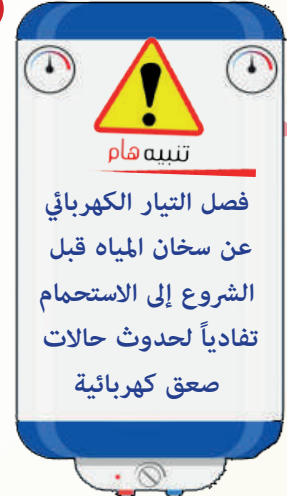 تنبيه هام
فصل التيار الكهربائي
عن سخان المياه قبل
الشروع إلى الاستحمام
تفادياً لحدوث حالات
صعق كهربائية